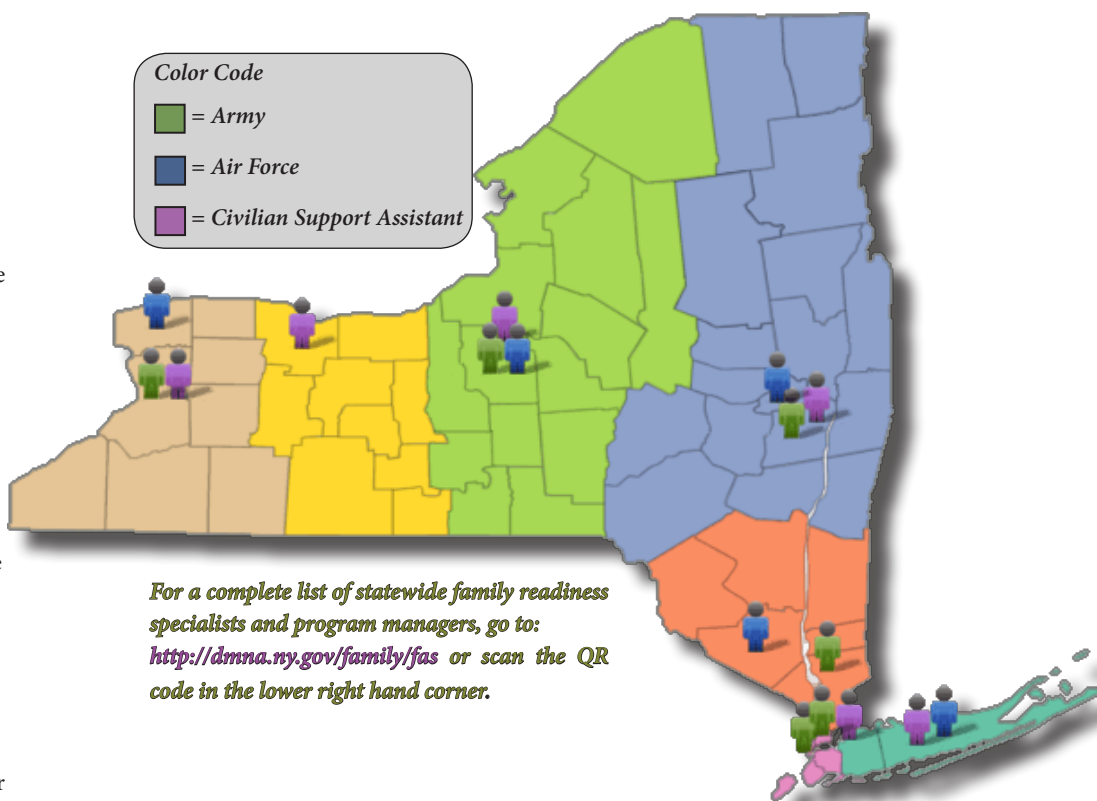 Color Code
= Army
= Air Force
= Civilian Support Assistant
For a complete list of statewide family readiness
specialists and program managers, go to:
http://dmna.ny.gov/family/fas or scan the QR
code in the lower right hand corner.